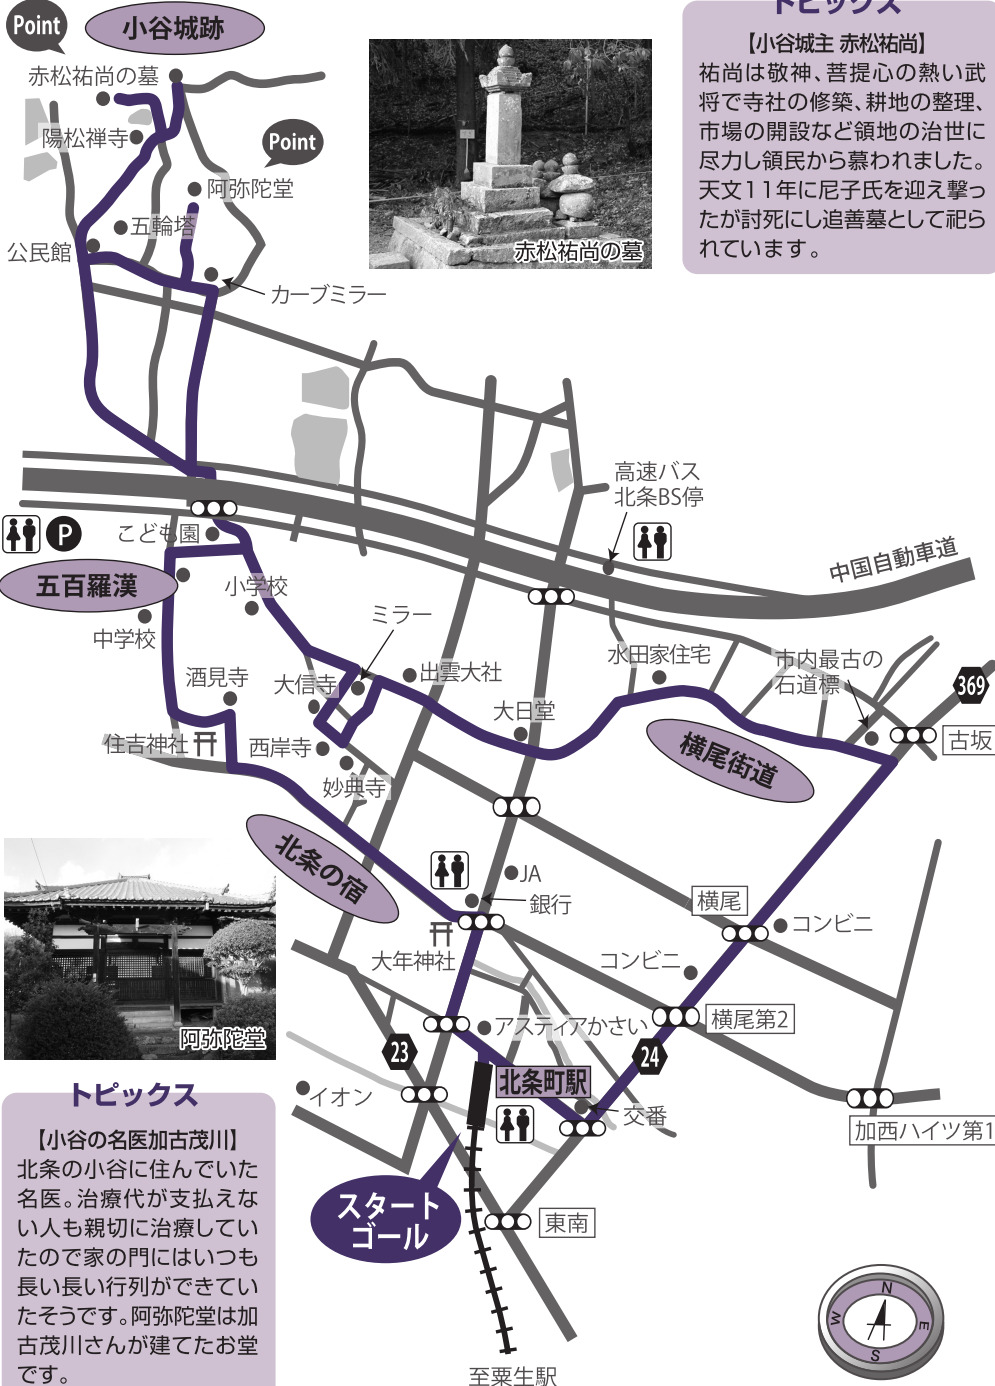 Point
小谷城跡
赤松祐尚の墓
陽松禅寺
Point
阿弥陀堂
五輪塔
公民館
カーブミラー
赤松祐尚の墓
トピックス
【小谷城主 赤松祐尚】
祐尚は敬神、菩提心の熱い武
将で寺社の修築、耕地の整理、
市場の開設など領地の治世に
尽力し領民から慕われました。
天文11年に尼子氏を迎え撃っ
たが討死にし追善墓として祀ら
れています。
高速バス
北条BS停
中国自動車道
P
こども園
五百羅漢
小学校
中学校
ミラー
酒見寺
大信寺
出雲大社
水田家住宅
市内最古の
石道標
369
大日堂
古坂
住吉神社
西岸寺
妙典寺
横尾街道
北条の宿
JA
銀行
横尾
コンビニ
大年神社
コンビニ
阿弥陀堂
アスティアかさい
横尾第2
23
24
北条町駅
イオン
交番
加西ハイツ第1
スタート
ゴール
東南
至粟生駅
N
E
S
W
トピックス
【小谷の名医加古茂川】
北条の小谷に住んでいた
名医。治療代が支払えな
い人も親切に治療してい
たので家の門にはいつも
長い長い行列ができてい
たそうです。阿弥陀堂は加
古茂川さんが建てたお堂
です。